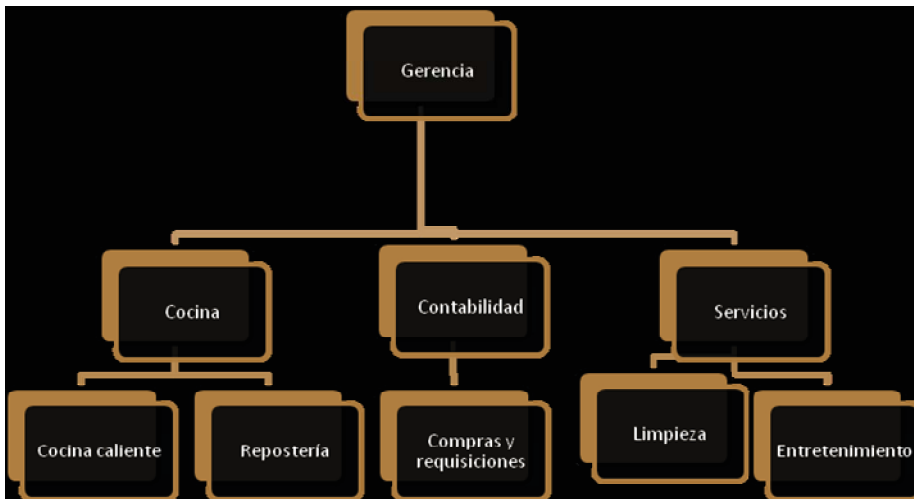 Gerencia
Cocina
Contabilidad
Servicios
Cocina caliente
Repostería
Compras y
requisiciones
Limpieza
Entretenimiento